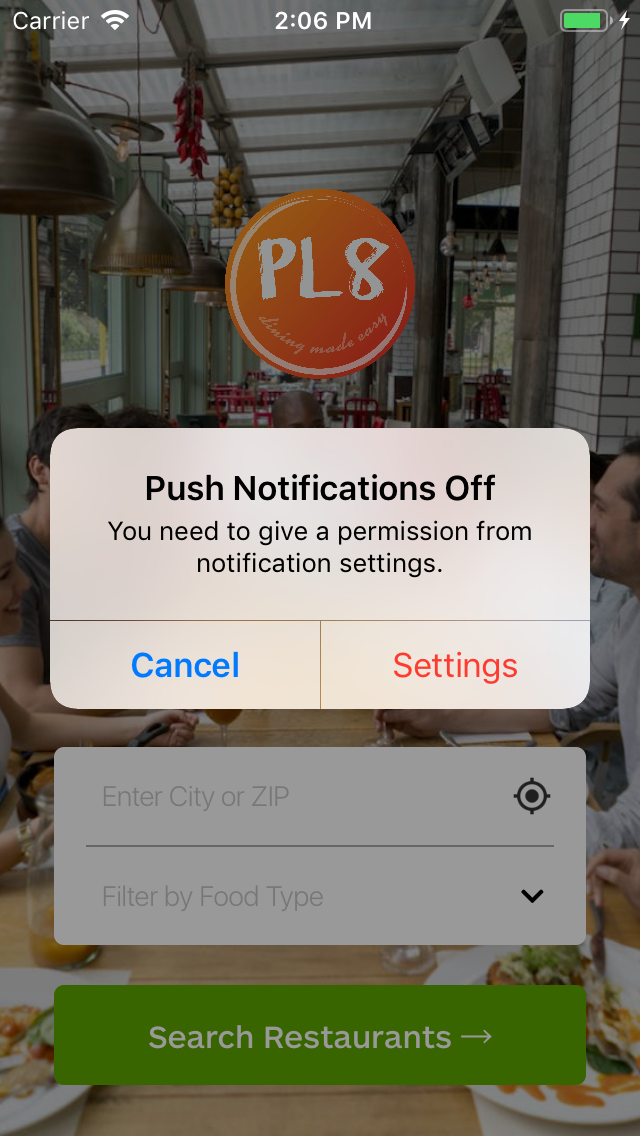 Carrier 2:06 PM
PL8
dining made easy
Push Notifications Off
You need to give a permission from
notification settings.
Cancel Settings
Enter City or ZIP
Filter by Food Type
Search Restaurants →